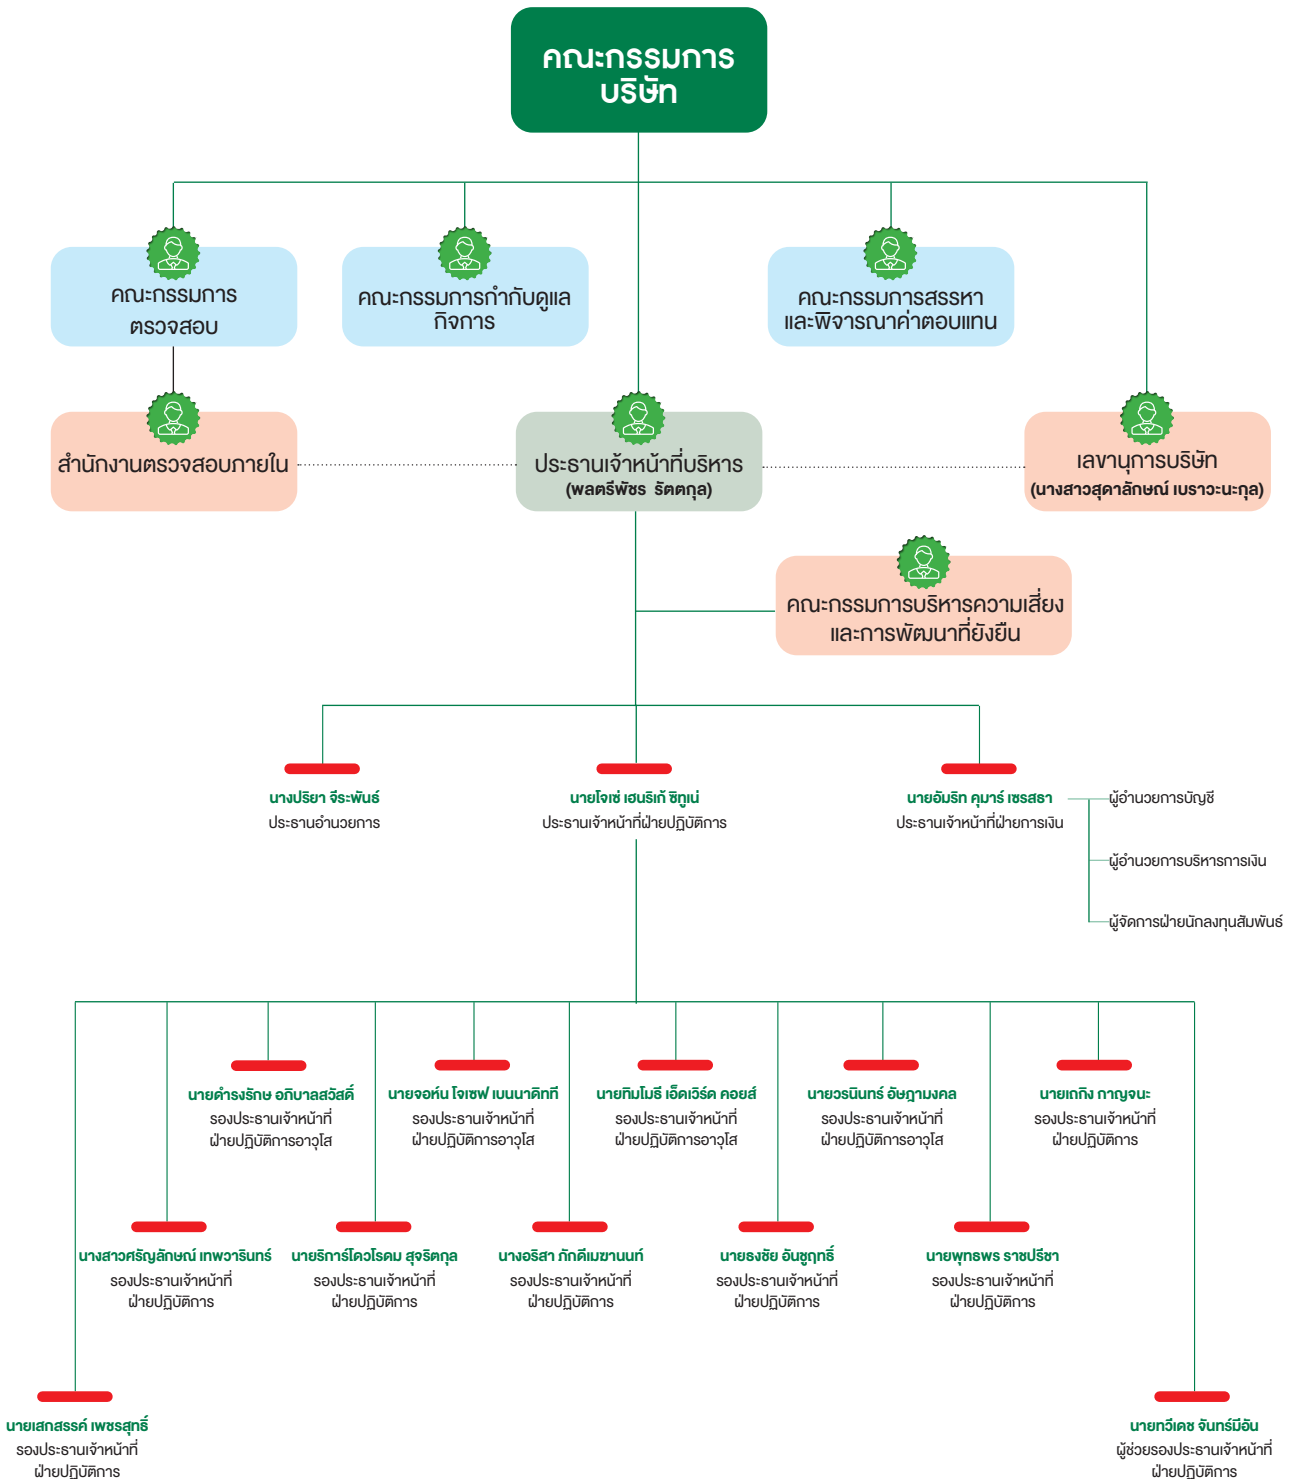 คณะกรรมการ
บริษัท
คณะกรรมการ
ตรวจสอบ
คณะกรรมการกำกับดูแล
กิจการ
คณะกรรมการสรรหา
และพิจารณาค่าตอบแทน
สำนักงานตรวจสอบภายใน
ประธานเจ้าหน้าที่บริหาร
(พลตรีพัชร รัตตกุล)
เลขานุการบริษัท
(นางสาวสุดาลักษณ์ เบราวะนะกุล)
คณะกรรมการบริหารความเสี่ยง
และการพัฒนาที่ยั่งยืน
นางปริยา จีระพันธ์
ประธานอำนวยการ
นายโจเซ่ เฮนริเก้ ซิทูเน่
ประธานเจ้าหน้าที่ฝ่ายปฏิบัติการ
นายอัมริท คุมาร์ เซรสธา
ประธานเจ้าหน้าที่ฝ่ายการเงิน
ผู้อำนวยการบัญชี
ผู้อำนวยการบริหารการเงิน
ผู้จัดการฝ่ายนักลงทุนสัมพันธ์
นายดำรงรักษ อภิบาลสวัสดิ์
รองประธานเจ้าหน้าที่
ฝ่ายปฏิบัติการอาวุโส
นายจอห์น โจเซฟ เบนนาดิทที
รองประธานเจ้าหน้าที่
ฝ่ายปฏิบัติการอาวุโส
นายทิมโมธี เอ็ดเวิร์ด คอยส์
รองประธานเจ้าหน้าที่
ฝ่ายปฏิบัติการอาวุโส
นายวรนินทร์ อัษฎามงคล
รองประธานเจ้าหน้าที่
ฝ่ายปฏิบัติการอาวุโส
นายเถกิง กาญจนะ
รองประธานเจ้าหน้าที่
ฝ่ายปฏิบัติการ
นางสาวศรัญลักษณ์ เทพวารินทร์
รองประธานเจ้าหน้าที่
ฝ่ายปฏิบัติการ
นายริการ์โดวโรดม สุจริตกุล
รองประธานเจ้าหน้าที่
ฝ่ายปฏิบัติการ
นางอริสา ภักดีเมฆานนท์
รองประธานเจ้าหน้าที่
ฝ่ายปฏิบัติการ
นายธงชัย อันชูฤทธิ์
รองประธานเจ้าหน้าที่
ฝ่ายปฏิบัติการ
นายพุทธพร ราชปรีชา
รองประธานเจ้าหน้าที่
ฝ่ายปฏิบัติการ
นายเสกสรรค์ เพชรสุทธิ์
รองประธานเจ้าหน้าที่
ฝ่ายปฏิบัติการ
นายทวีเดช จันทร์มีอัน
ผู้ช่วยรองประธานเจ้าหน้าที่
ฝ่ายปฏิบัติการ